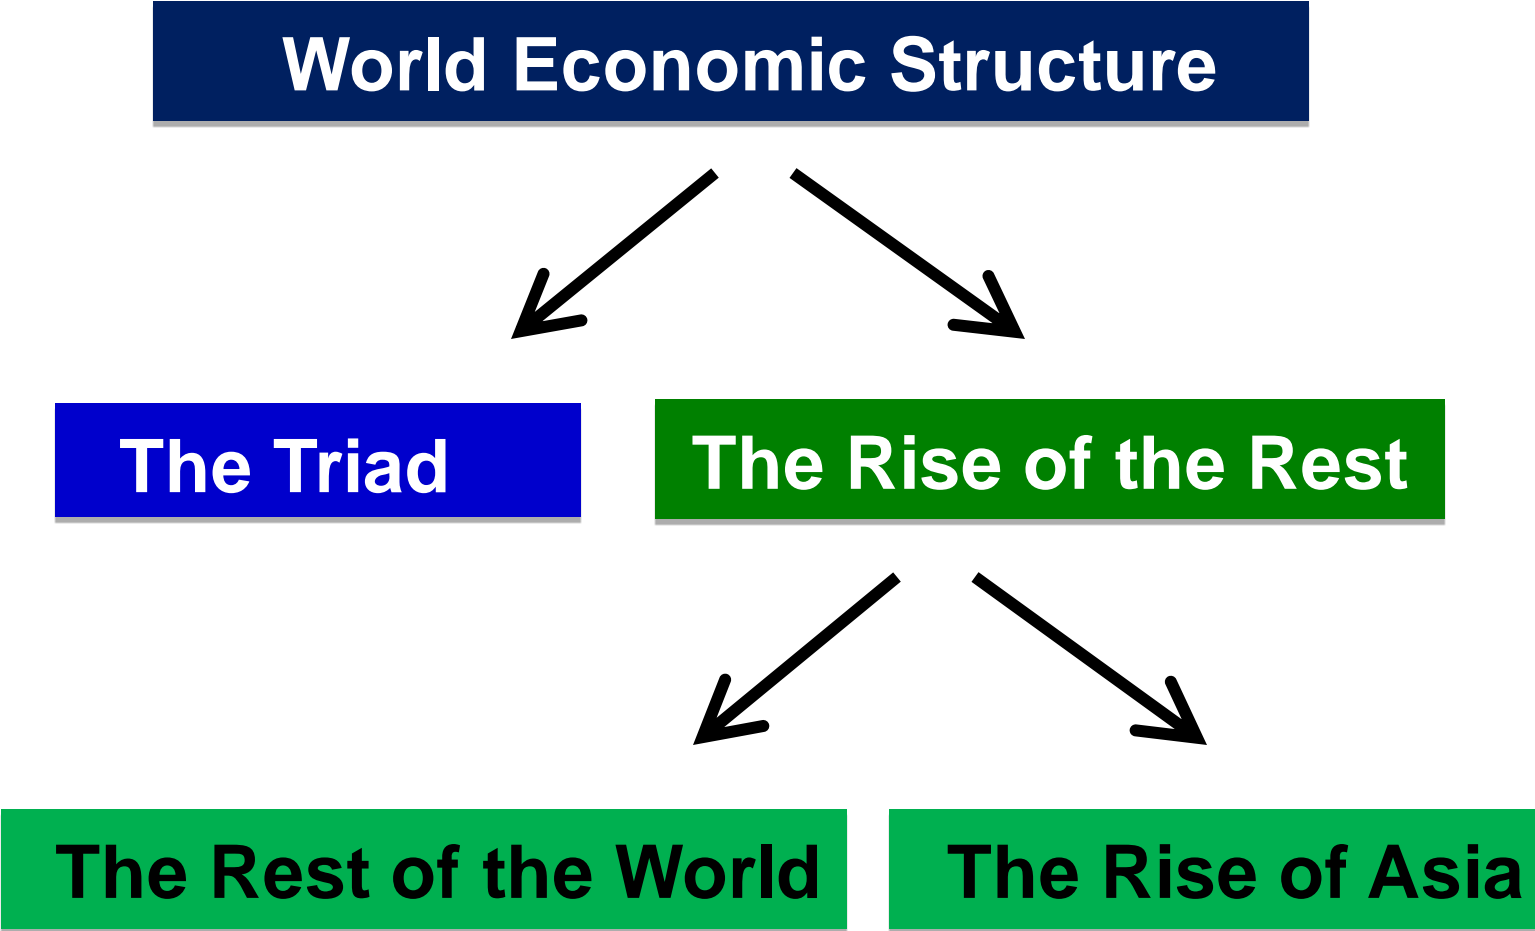 World Economic Structure
The Triad
The Rise of the Rest
The Rest of the World
The Rise of Asia